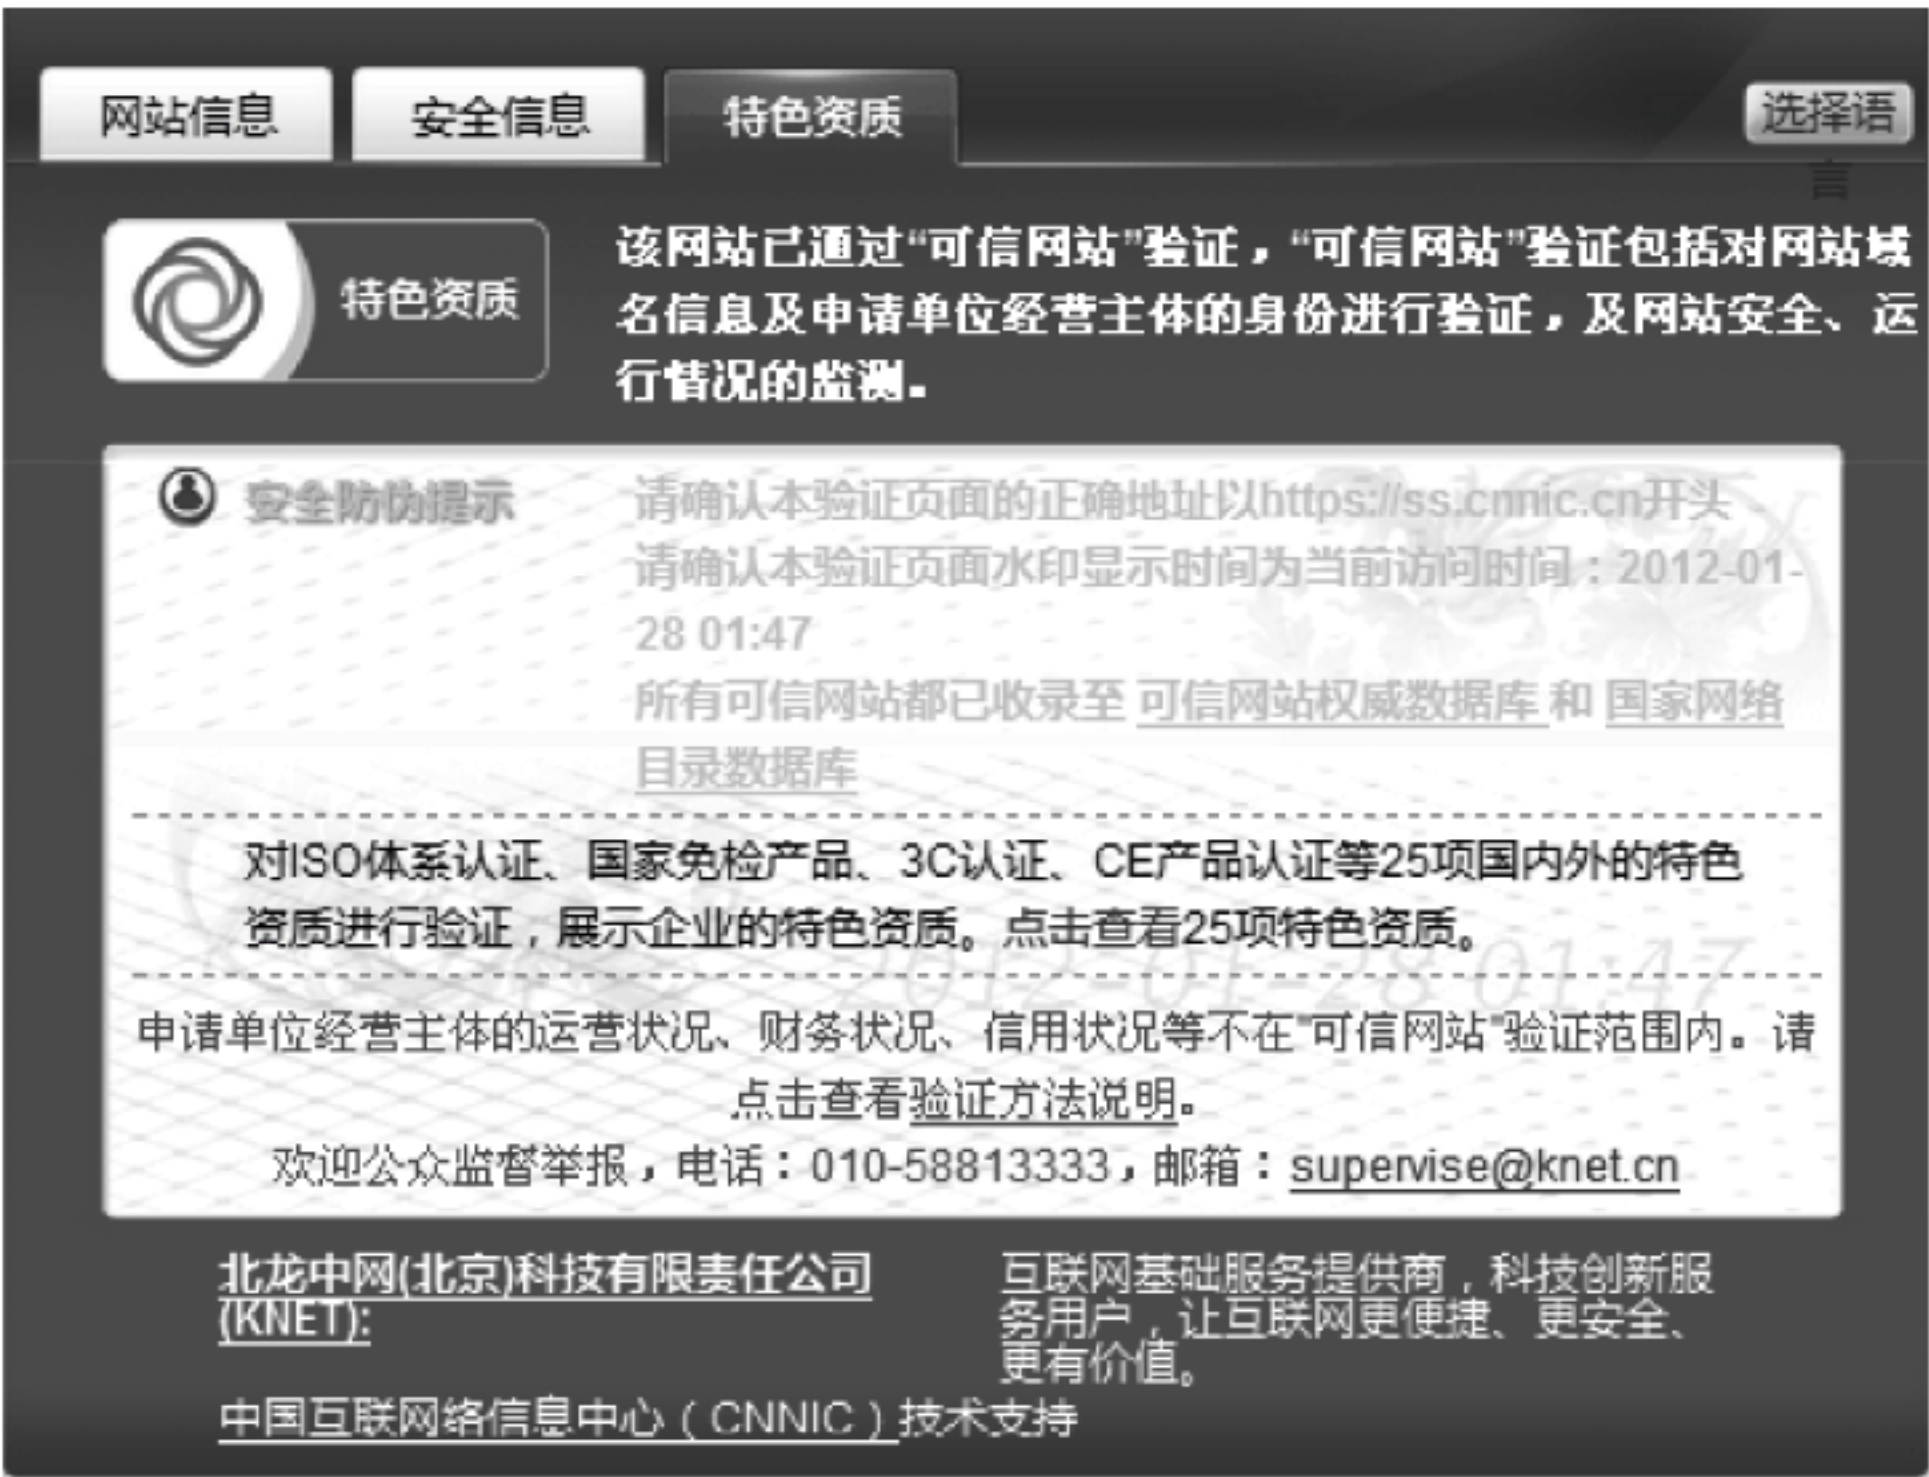 网站信息
安全信息
特色资质
选择语
言
特色资质
该网站已通过“可信网站”验证，“可信网站”验证包括对网站域
名信息及申请单位经营主体的身份进行验证，及网站安全、运
行情况的监测。
安全防伪提示
请确认本验证页面的正确地址以https://ss.cnnic.cn开头
请确认本验证页面水印显示时间为当前访问时间：2012-01-
28 01:47
所有可信网站都已收录至 可信网站权威数据库 和 国家网络
目录数据库
对ISO体系认证、国家免检产品、3C认证、CE产品认证等25项国内外的特色
资质进行验证，展示企业的特色资质。点击查看25项特色资质。
2012-01-28 01:47
申请单位经营主体的运营状况、财务状况、信用状况等不在"可信网站"验证范围内。请
点击查看验证方法说明。
欢迎公众监督举报，电话：010-58813333，邮箱：supervise@knet.cn
北龙中网(北京)科技有限责任公司
(KNET):
互联网基础服务提供商，科技创新服
务用户，让互联网更便捷、更安全、
更有价值。
中国互联网络信息中心（CNNIC）技术支持